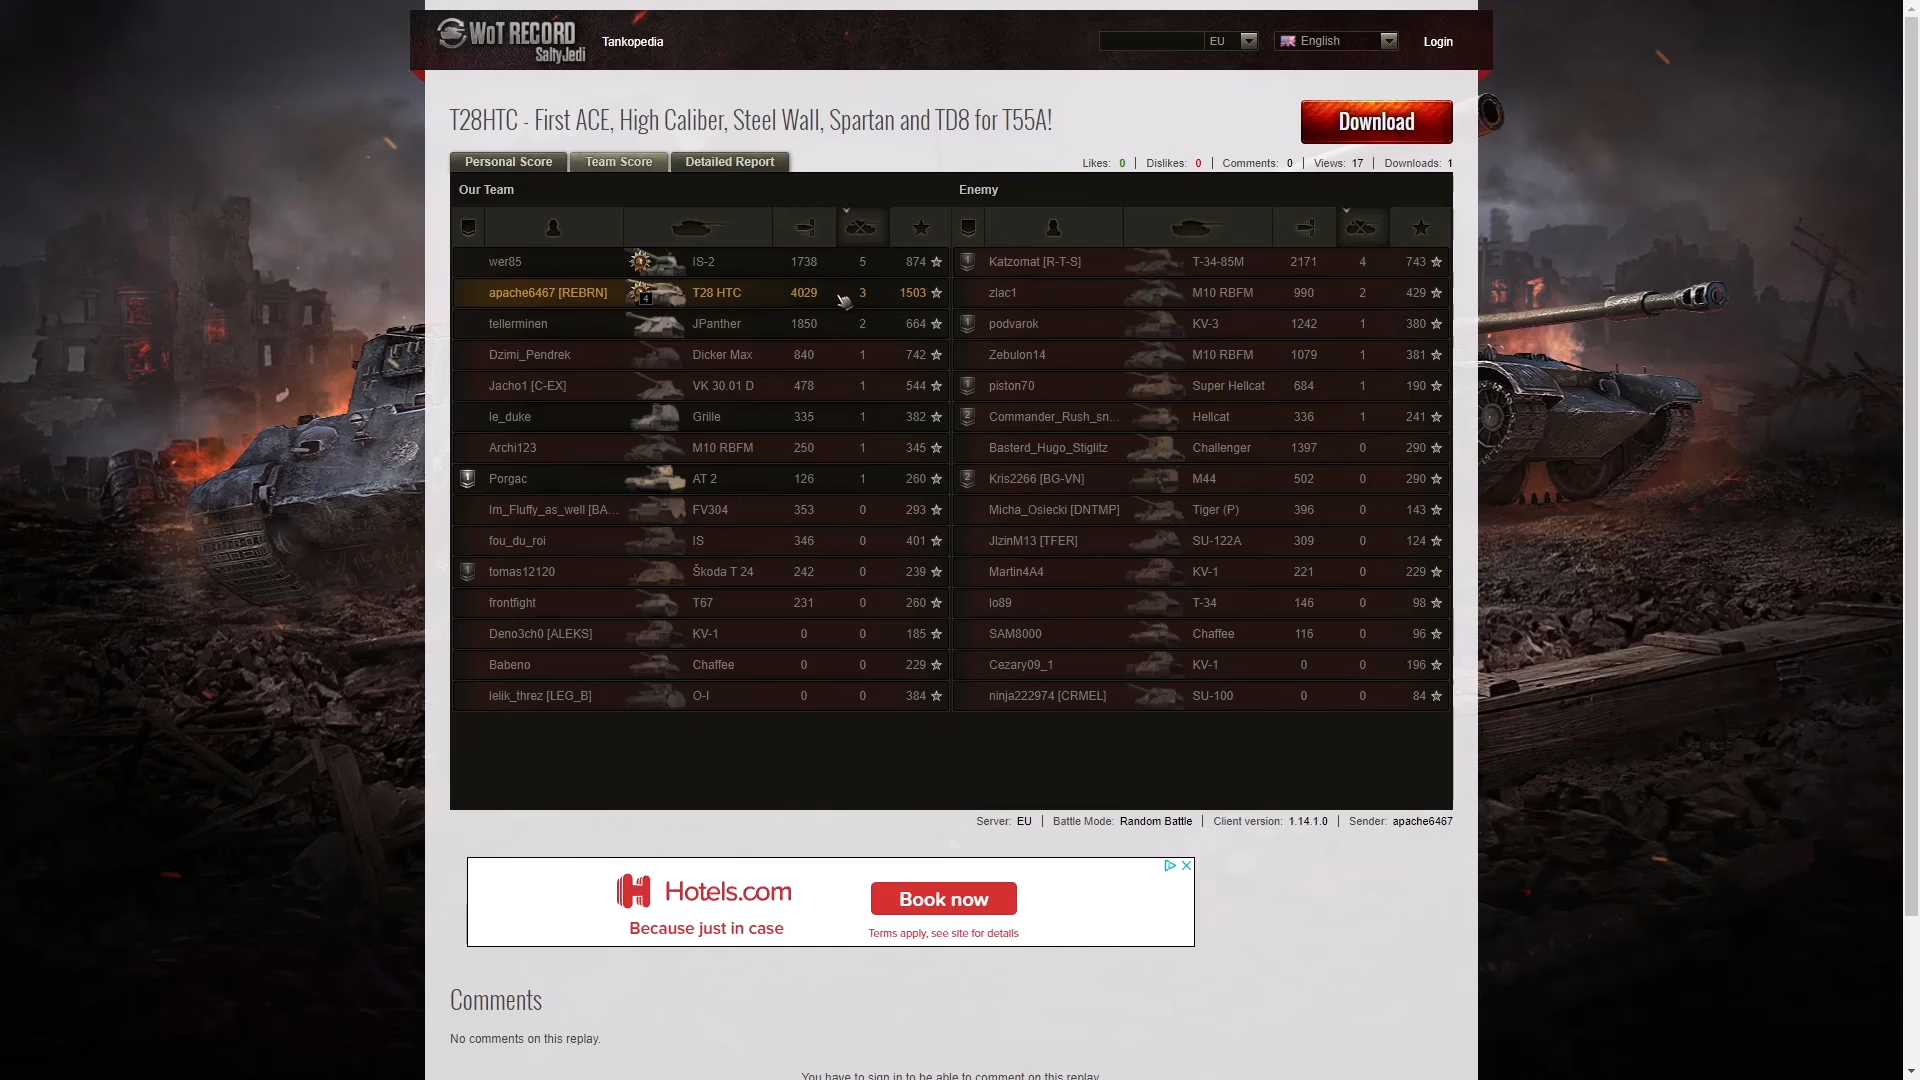 WoT RECORD
SaltyJedi
Tankopedia
EU
English
Login
T28HTC - First ACE, High Caliber, Steel Wall, Spartan and TD8 for T55A!
Download
Personal Score
Team Score
Detailed Report
Likes: 0 | Dislikes: 0 | Comments: 0 | Views: 17 | Downloads: 1
Our Team
Enemy
wer85 IS-2 1738 5 874
1 Katzomat [R-T-S] T-34-85M 2171 4 743
apache6467 [REBRN] 4 T28 HTC 4029 3 1503
zlac1 M10 RBFM 990 2 429
tellerminen JPanther 1850 2 664
1 podvarok KV-3 1242 1 380
Dzimi_Pendrek Dicker Max 840 1 742
Zebulon14 M10 RBFM 1079 1 381
Jacho1 [C-EX] VK 30.01 D 478 1 544
1 piston70 Super Hellcat 684 1 190
le_duke Grille 335 1 382
2 Commander_Rush_sn... Hellcat 336 1 241
Archi123 M10 RBFM 250 1 345
Basterd_Hugo_Stiglitz Challenger 1397 0 290
1 Porgac AT 2 126 1 260
2 Kris2266 [BG-VN] M44 502 0 290
Im_Fluffy_as_well [BA... FV304 353 0 293
Micha_Osiecki [DNTMP] Tiger (P) 396 0 143
fou_du_roi IS 346 0 401
JlzinM13 [TFER] SU-122A 309 0 124
1 tomas12120 Škoda T 24 242 0 239
Martin4A4 KV-1 221 0 229
frontfight T67 231 0 260
lo89 T-34 146 0 98
Deno3ch0 [ALEKS] KV-1 0 0 185
SAM8000 Chaffee 116 0 96
Babeno Chaffee 0 0 229
Cezary09_1 KV-1 0 0 196
lelik_threz [LEG_B] O-I 0 0 384
ninja222974 [CRMEL] SU-100 0 0 84
Server: EU | Battle Mode: Random Battle | Client version: 1.14.1.0 | Sender: apache6467
Hotels.com
Because just in case
Book now
Terms apply, see site for details
Comments
No comments on this replay.
You have to sign in to be able to comment on this replay.